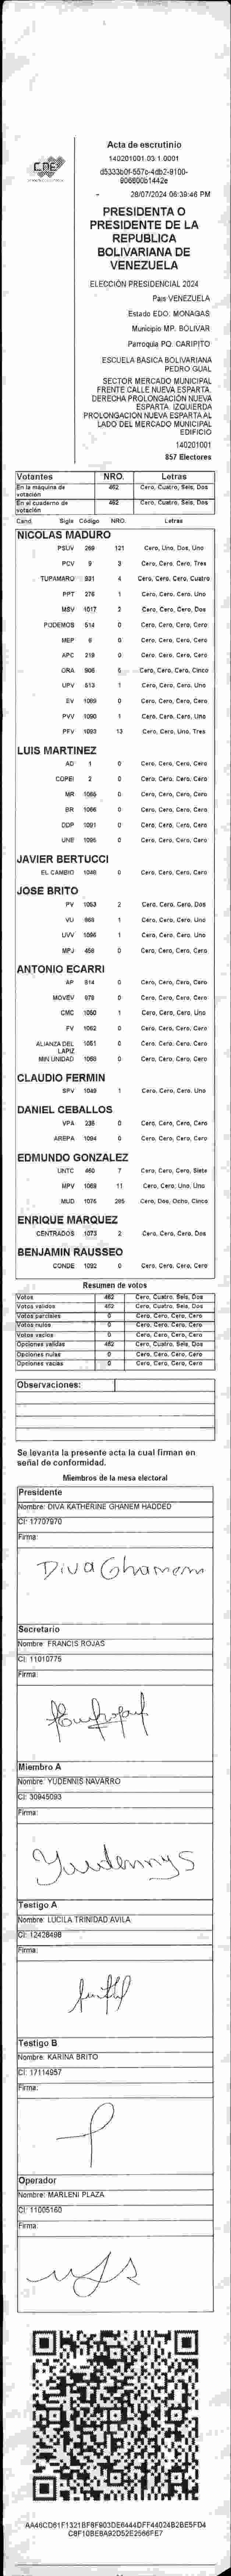 CNE
Acta de escrutinio
140201001.03.1.0001
d5333b0f-557c-4db2-9100-
906800b1442e
28/07/2024 06:39:46 PM
PRESIDENTA O
PRESIDENTE DE LA
REPUBLICA
BOLIVARIANA DE
VENEZUELA
ELECCIÓN PRESIDENCIAL 2024
País VENEZUELA
Estado EDO. MONAGAS
Municipio MP. BOLIVAR
Parroquia PQ. CARIPITO
ESCUELA BASICA BOLIVARIANA
PEDRO GUAL
SECTOR MERCADO MUNICIPAL
FRENTE CALLE NUEVA ESPARTA.
DERECHA PROLONGACIÓN NUEVA
ESPARTA. IZQUIERDA
PROLONGACION NUEVA ESPARTA AL
LADO DEL MERCADO MUNICIPAL
EDIFICIO
140201001
857 Electores
Votantes NRO. Letras
En la máquina de votación 462 Cero, Cuatro, Seis, Dos
En el cuaderno de votación 462 Cero, Cuatro, Seis, Dos
Cand Sigla Código NRO. Letras
NICOLAS MADURO
PSUV 269 121 Cero, Uno, Dos, Uno
PCV 9 3 Cero, Cero, Cero, Tres
TUPAMARO 931 4 Cero, Cero, Cero, Cuatro
PPT 276 1 Cero, Cero, Cero, Uno
MSV 1017 2 Cero, Cero, Cero, Dos
PODEMOS 514 0 Cero, Cero, Cero, Cero
MEP 6 0 Cero, Cero, Cero, Cero
APC 219 0 Cero, Cero, Cero, Cero
ORA 906 5 Cero, Cero, Cero, Cinco
UPV 513 1 Cero, Cero, Cero, Uno
EV 1089 0 Cero, Cero, Cero, Cero
PVV 1090 1 Cero, Cero, Cero, Uno
PFV 1093 13 Cero, Cero, Uno, Tres
LUIS MARTINEZ
AD 1 0 Cero, Cero, Cero, Cero
COPEI 2 0 Cero, Cero, Cero, Cero
MR 1065 0 Cero, Cero, Cero, Cero
BR 1066 0 Cero, Cero, Cero, Cero
DDP 1091 0 Cero, Cero, Cero, Cero
UNE 1095 0 Cero, Cero, Cero, Cero
JAVIER BERTUCCI
EL CAMBIO 1046 0 Cero, Cero, Cero, Cero
JOSE BRITO
PV 1053 2 Cero, Cero, Cero, Dos
VU 969 1 Cero, Cero, Cero, Uno
UVV 1096 1 Cero, Cero, Cero, Uno
MPJ 456 0 Cero, Cero, Cero, Cero
ANTONIO ECARRI
AP 914 0 Cero, Cero, Cero, Cero
MOVEV 978 0 Cero, Cero, Cero, Cero
CMC 1050 1 Cero, Cero, Cero, Uno
FV 1062 0 Cero, Cero, Cero, Cero
ALIANZA DEL LAPIZ 1051 0 Cero, Cero, Cero, Cero
MIN UNIDAD 1068 0 Cero, Cero, Cero, Cero
CLAUDIO FERMIN
SPV 1049 1 Cero, Cero, Cero, Uno
DANIEL CEBALLOS
VPA 238 0 Cero, Cero, Cero, Cero
AREPA 1094 0 Cero, Cero, Cero, Cero
EDMUNDO GONZALEZ
UNTC 460 7 Cero, Cero, Cero, Siete
MPV 1069 11 Cero, Cero, Uno, Uno
MUD 1076 285 Cero, Dos, Ocho, Cinco
ENRIQUE MARQUEZ
CENTRADOS 1073 2 Cero, Cero, Cero, Dos
BENJAMIN RAUSSEO
CONDE 1092 0 Cero, Cero, Cero, Cero
Resumen de votos
Votos 462 Cero, Cuatro, Seis, Dos
Votos validos 462 Cero, Cuatro, Seis, Dos
Votos parciales 0 Cero, Cero, Cero, Cero
Votos nulos 0 Cero, Cero, Cero, Cero
Votos vacios 0 Cero, Cero, Cero, Cero
Opciones validas 462 Cero, Cuatro, Seis, Dos
Opciones nulas 0 Cero, Cero, Cero, Cero
Opciones vacias 0 Cero, Cero, Cero, Cero
Observaciones:
Se levanta la presente acta la cual firman en
señal de conformidad.
Miembros de la mesa electoral
Presidente
Nombre: DIVA KATHERINE GHANEM HADDED
CI: 17707970
Firma:
Diva Ghanem
Secretario
Nombre: FRANCIS ROJAS
CI: 11010775
Firma:
Miembro A
Nombre: YUDENNIS NAVARRO
CI: 30945093
Firma:
Yudennys
Testigo A
Nombre: LUCILA TRINIDAD AVILA
CI: 12428498
Firma:
Testigo B
Nombre: KARINA BRITO
CI: 17114957
Firma:
Operador
Nombre: MARLENI PLAZA
CI: 11005160
Firma:
AA46CD61F1321BF8F903DE6444DFF44024B2BE5FD4
C8F10BE8A92D52E2566FE7